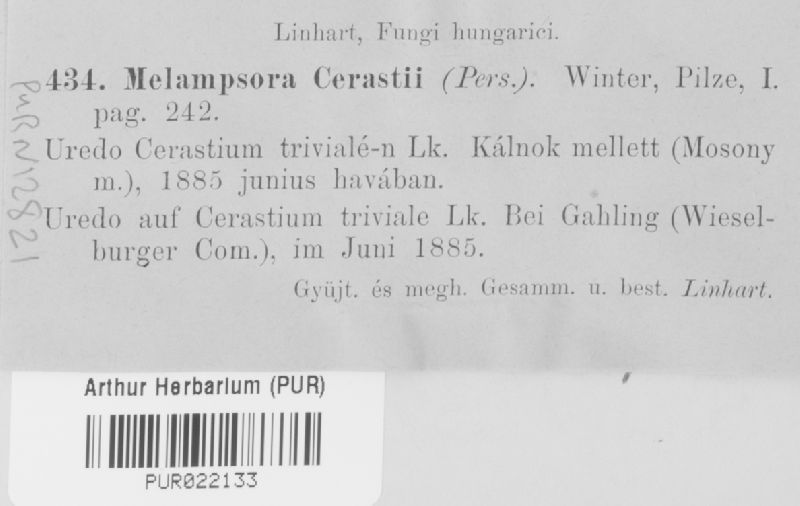 Linhart, Fungi hungarici.
434. Melampsora Cerastii (Pers.). Winter, Pilze, I.
pag. 242.
Uredo Cerastium trivialé-n Lk. Kálnok mellett (Mosony
m.), 1885 junius havában.
Uredo auf Cerastium triviale Lk. Bei Gahling (Wiesel-
burger Com.), im Juni 1885.
Gyüjt. és megh. Gesamm. u. best. Linhart.
PUR N12821
Arthur Herbarium (PUR)
PUR022133